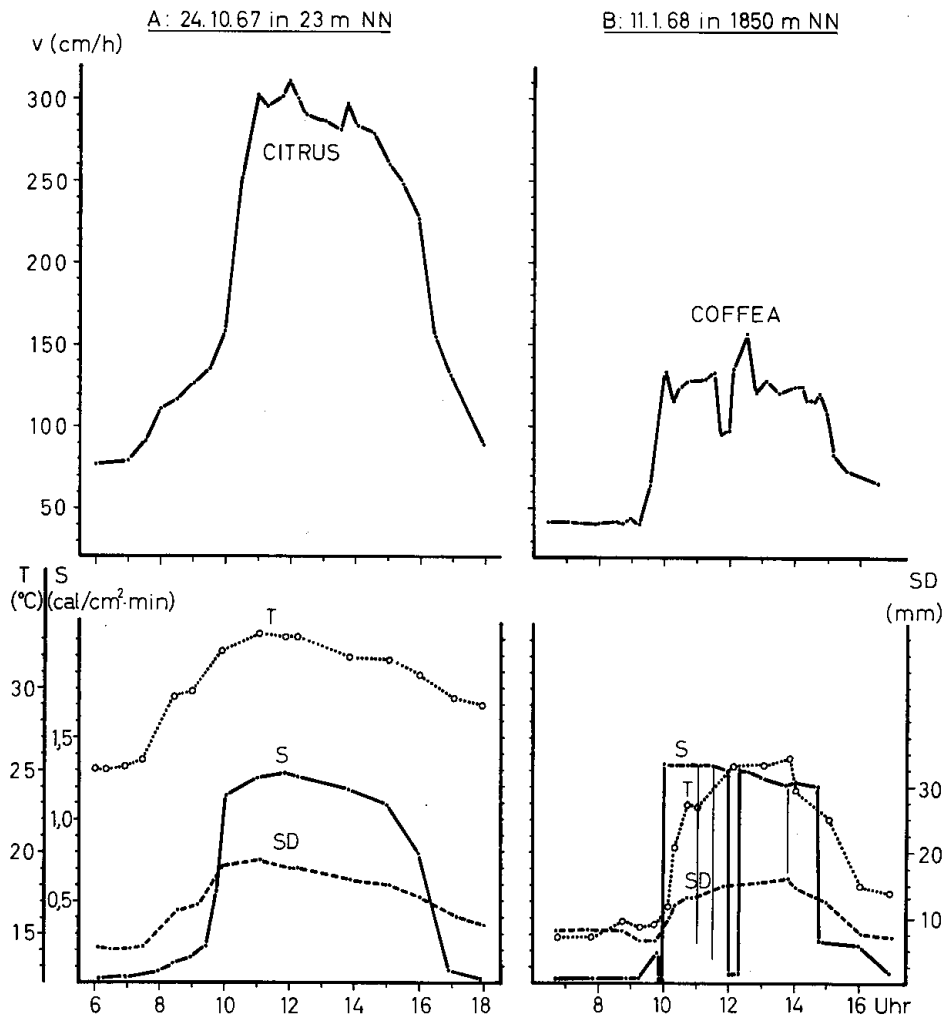 A: 24.10.67 in 23 m NN
B: 11.1.68 in 1850 m NN
v (cm/h)
300
250
200
150
100
50
CITRUS
COFFEA
T
(°C)
S
(cal/cm²·min)
SD
(mm)
30
25
20
15
1,5
1,0
0,5
T
S
SD
S
T
SD
30
20
10
6 8 10 12 14 16 18
8 10 12 14 16 Uhr